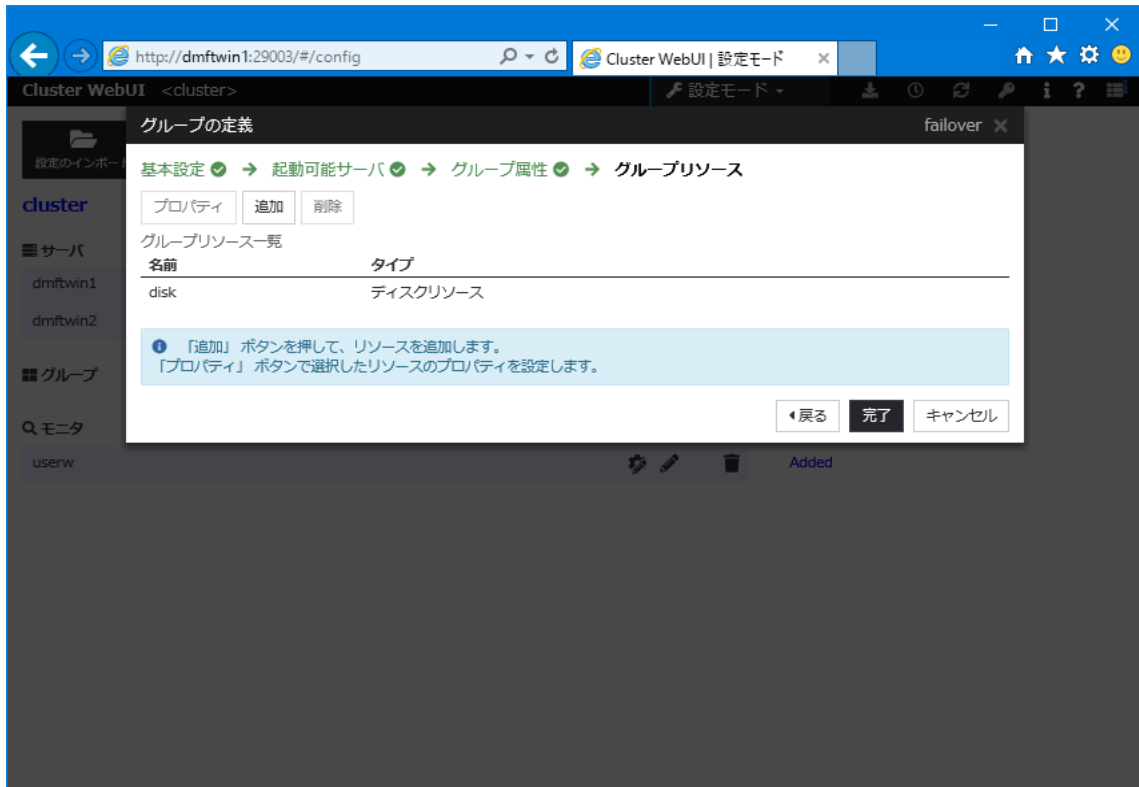 http://dmftwin1:29003/#/config
Cluster WebUI | 設定モード
Cluster WebUI <cluster>
設定モード
グループの定義
failover
設定のインポート
基本設定 → 起動可能サーバ → グループ属性 → グループリソース
cluster
プロパティ 追加 削除
グループリソース一覧
サーバ
名前 タイプ
dmftwin1
disk ディスクリソース
dmftwin2
「追加」ボタンを押して、リソースを追加します。
「プロパティ」ボタンで選択したリソースのプロパティを設定します。
グループ
戻る 完了 キャンセル
モニタ
userw Added